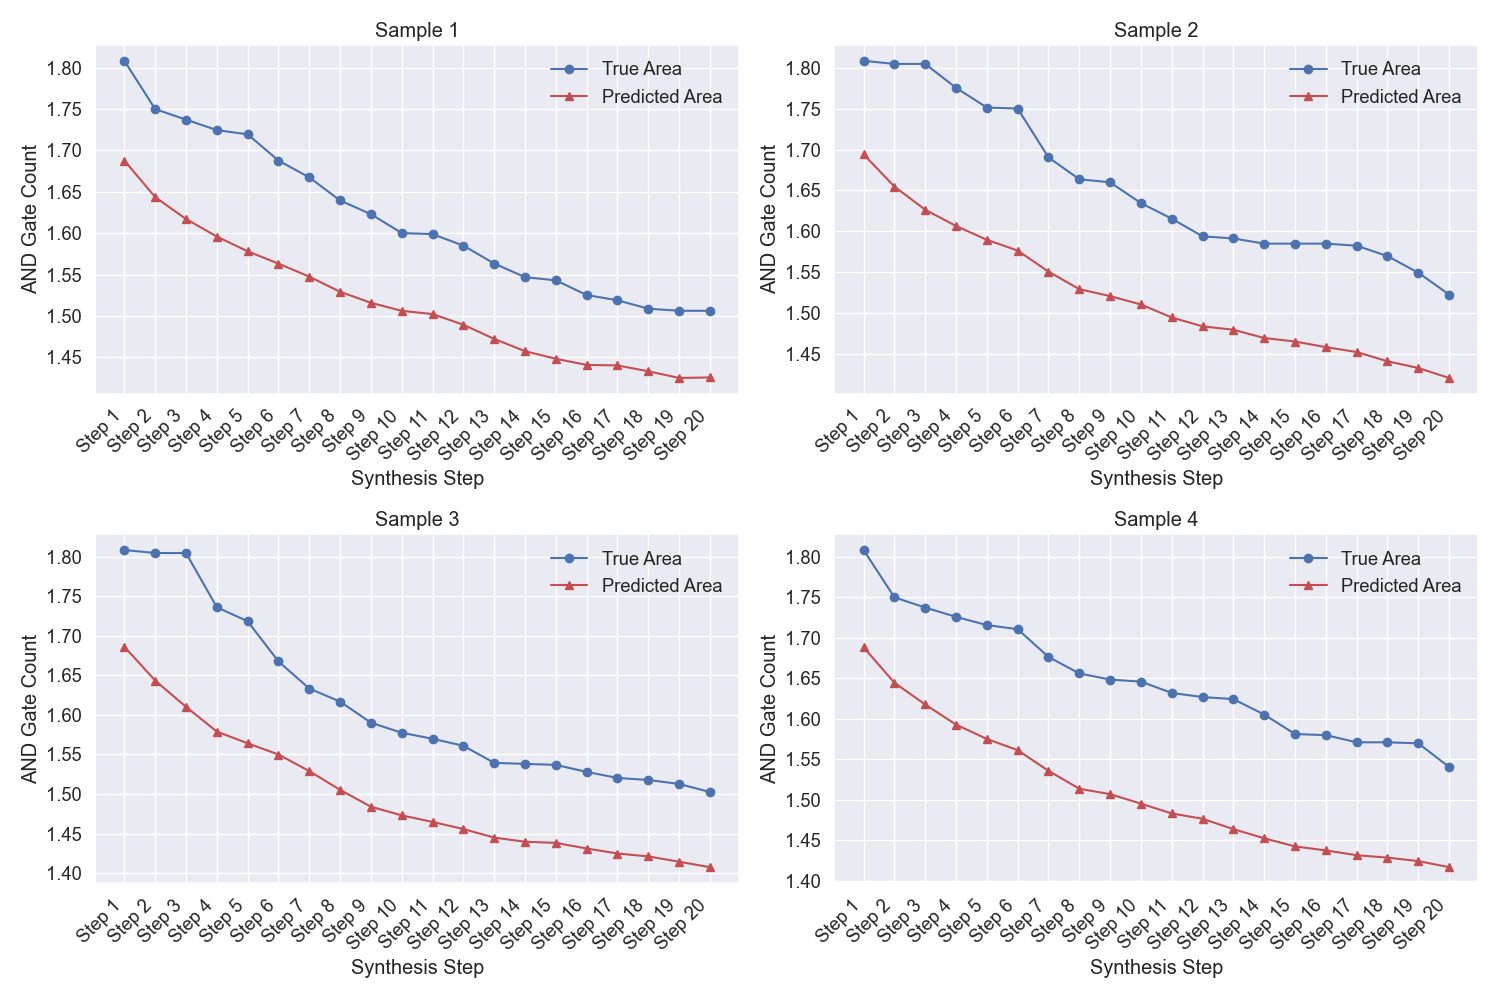 Sample 1
AND Gate Count
1.80
1.75
1.70
1.65
1.60
1.55
1.50
1.45
True Area
Predicted Area
Step 1
Step 2
Step 3
Step 4
Step 5
Step 6
Step 7
Step 8
Step 9
Step 10
Step 11
Step 12
Step 13
Step 14
Step 15
Step 16
Step 17
Step 18
Step 19
Step 20
Synthesis Step
Sample 2
AND Gate Count
1.80
1.75
1.70
1.65
1.60
1.55
1.50
1.45
True Area
Predicted Area
Step 1
Step 2
Step 3
Step 4
Step 5
Step 6
Step 7
Step 8
Step 9
Step 10
Step 11
Step 12
Step 13
Step 14
Step 15
Step 16
Step 17
Step 18
Step 19
Step 20
Synthesis Step
Sample 3
AND Gate Count
1.80
1.75
1.70
1.65
1.60
1.55
1.50
1.45
1.40
True Area
Predicted Area
Step 1
Step 2
Step 3
Step 4
Step 5
Step 6
Step 7
Step 8
Step 9
Step 10
Step 11
Step 12
Step 13
Step 14
Step 15
Step 16
Step 17
Step 18
Step 19
Step 20
Synthesis Step
Sample 4
AND Gate Count
1.80
1.75
1.70
1.65
1.60
1.55
1.50
1.45
1.40
True Area
Predicted Area
Step 1
Step 2
Step 3
Step 4
Step 5
Step 6
Step 7
Step 8
Step 9
Step 10
Step 11
Step 12
Step 13
Step 14
Step 15
Step 16
Step 17
Step 18
Step 19
Step 20
Synthesis Step